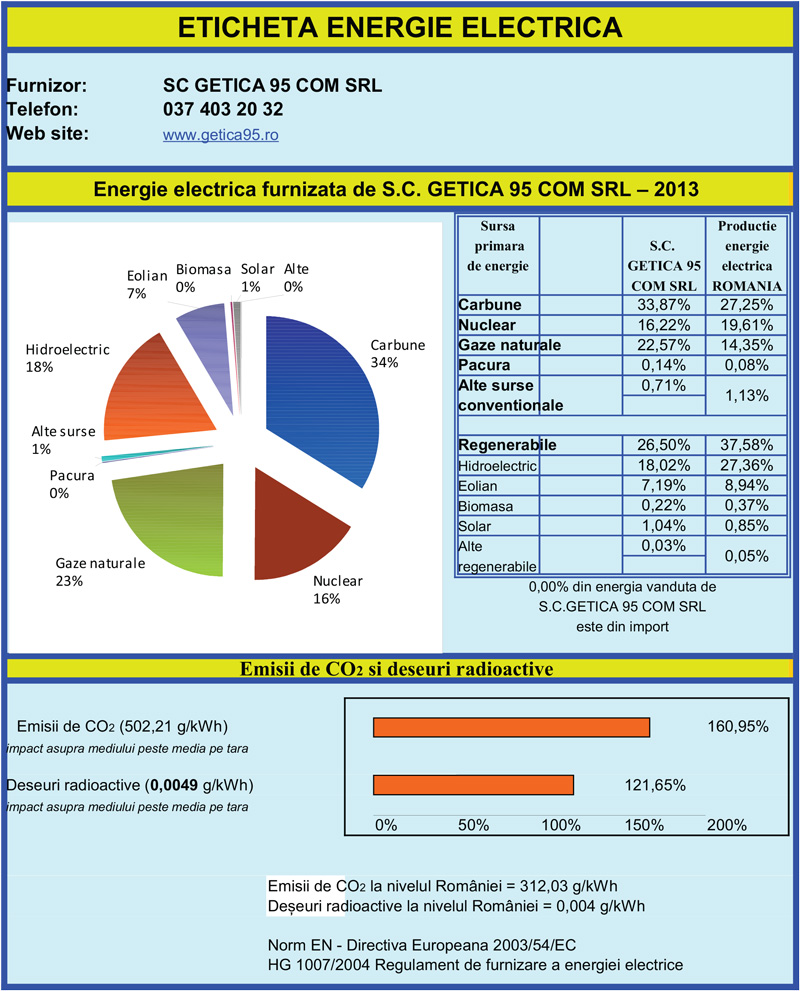 ETICHETA ENERGIE ELECTRICA
Furnizor: SC GETICA 95 COM SRL
Telefon: 037 403 20 32
Web site: www.getica95.ro
Energie electrica furnizata de S.C. GETICA 95 COM SRL – 2013
Eolian
7%
Biomasa
0%
Solar
1%
Alte
0%
Carbune
34%
Hidroelectric
18%
Alte surse
1%
Pacura
0%
Gaze naturale
23%
Nuclear
16%
Sursa
primara
de energie
S.C.
GETICA 95
COM SRL
Productie
energie
electrica
ROMANIA
Carbune 33,87% 27,25%
Nuclear 16,22% 19,61%
Gaze naturale 22,57% 14,35%
Pacura 0,14% 0,08%
Alte surse
conventionale 0,71% 1,13%
Regenerabile 26,50% 37,58%
Hidroelectric 18,02% 27,36%
Eolian 7,19% 8,94%
Biomasa 0,22% 0,37%
Solar 1,04% 0,85%
Alte
regenerabile 0,03% 0,05%
0,00% din energia vanduta de
S.C.GETICA 95 COM SRL
este din import
Emisii de CO2 si deseuri radioactive
Emisii de CO2 (502,21 g/kWh) 160,95%
impact asupra mediului peste media pe tara
Deseuri radioactive (0,0049 g/kWh) 121,65%
impact asupra mediului peste media pe tara
0% 50% 100% 150% 200%
Emisii de CO2 la nivelul României = 312,03 g/kWh
Deșeuri radioactive la nivelul României = 0,004 g/kWh
Norm EN - Directiva Europeana 2003/54/EC
HG 1007/2004 Regulament de furnizare a energiei electrice